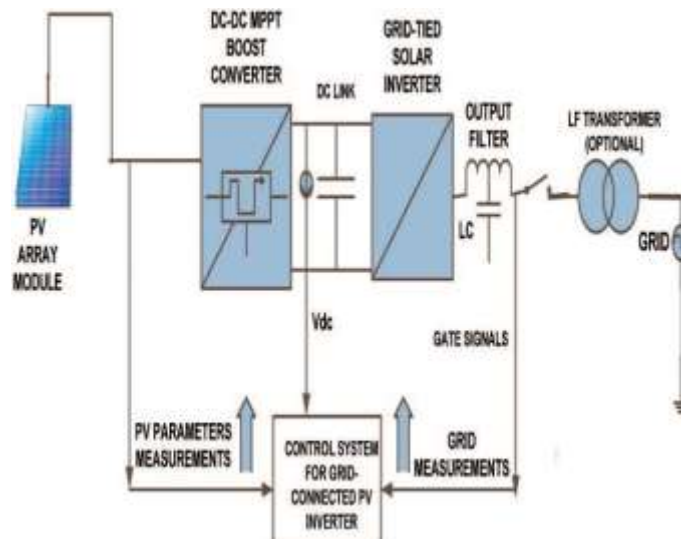 DC-DC MPPT
BOOST
CONVERTER
GRID-TIED
SOLAR
INVERTER
DC LINK
OUTPUT
FILTER
LF TRANSFORMER
(OPTIONAL)
PV
ARRAY
MODULE
LC
GRID
Vdc
GATE SIGNALS
PV PARAMETERS
MEASUREMENTS
CONTROL SYSTEM
FOR GRID-
CONNECTED PV
INVERTER
GRID
MEASUREMENTS